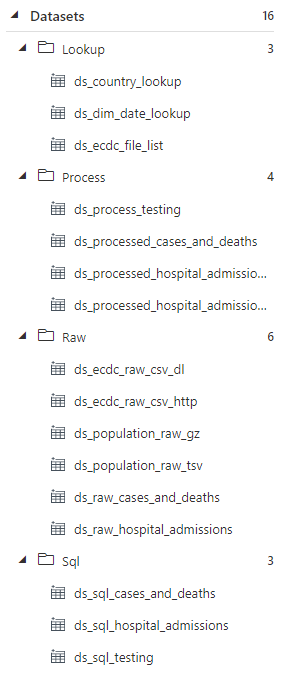 Datasets 16
Lookup 3
ds_country_lookup
ds_dim_date_lookup
ds_ecdc_file_list
Process 4
ds_process_testing
ds_processed_cases_and_deaths
ds_processed_hospital_admissio...
ds_processed_hospital_admissio...
Raw 6
ds_ecdc_raw_csv_dl
ds_ecdc_raw_csv_http
ds_population_raw_gz
ds_population_raw_tsv
ds_raw_cases_and_deaths
ds_raw_hospital_admissions
Sql 3
ds_sql_cases_and_deaths
ds_sql_hospital_admissions
ds_sql_testing